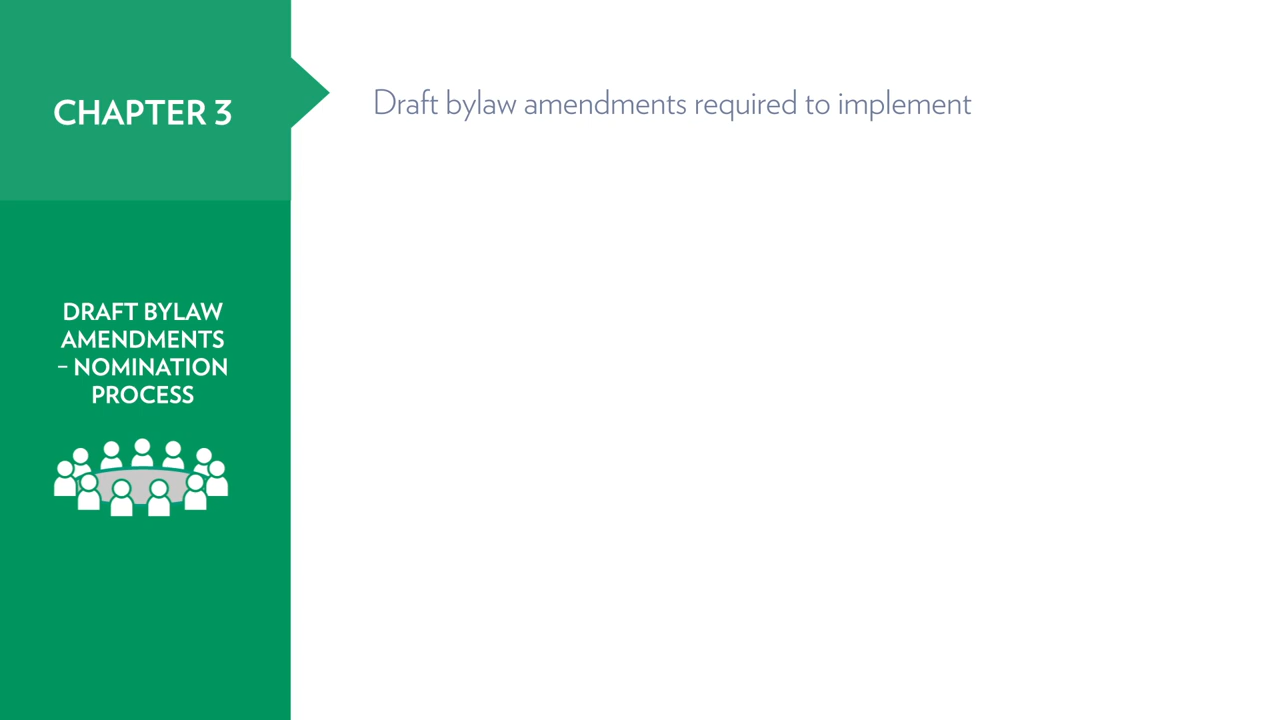 CHAPTER 3
Draft bylaw amendments required to implement
DRAFT BYLAW
AMENDMENTS
– NOMINATION
PROCESS